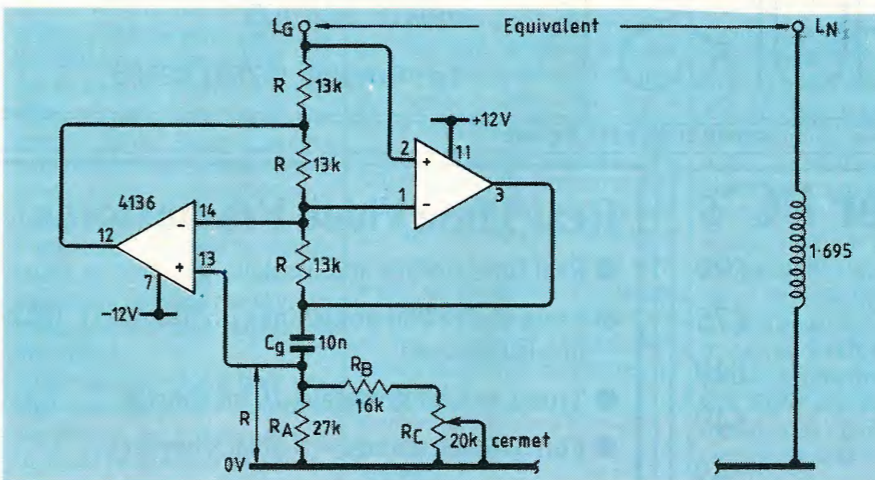 LG Equivalent LN
R 13k
+12V
2 + 11
R 13k
1 - 3
4136
14 -
12
13 +
R 13k
7
-12V
Cg 10n
RB
16k
R RA 27k RC 20k cermet
0V
1·695